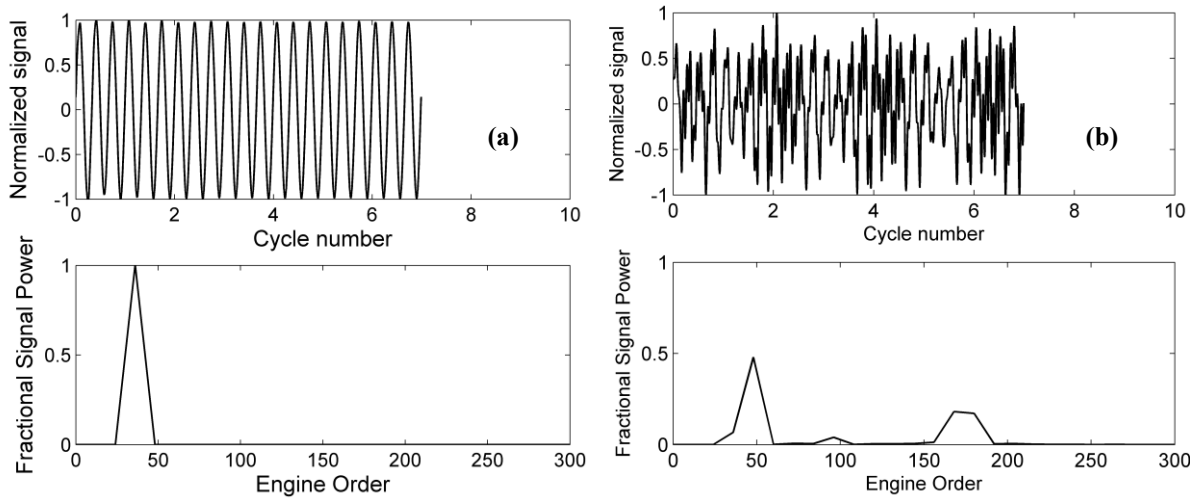 Normalized signal
1
0.5
0
-0.5
-1
0 2 4 6 8 10
Cycle number
(a)
Fractional Signal Power
1
0.5
0
0 50 100 150 200 250 300
Engine Order
Normalized signal
1
0.5
0
-0.5
-1
0 2 4 6 8 10
Cycle number
(b)
Fractional Signal Power
1
0.5
0
0 50 100 150 200 250 300
Engine Order